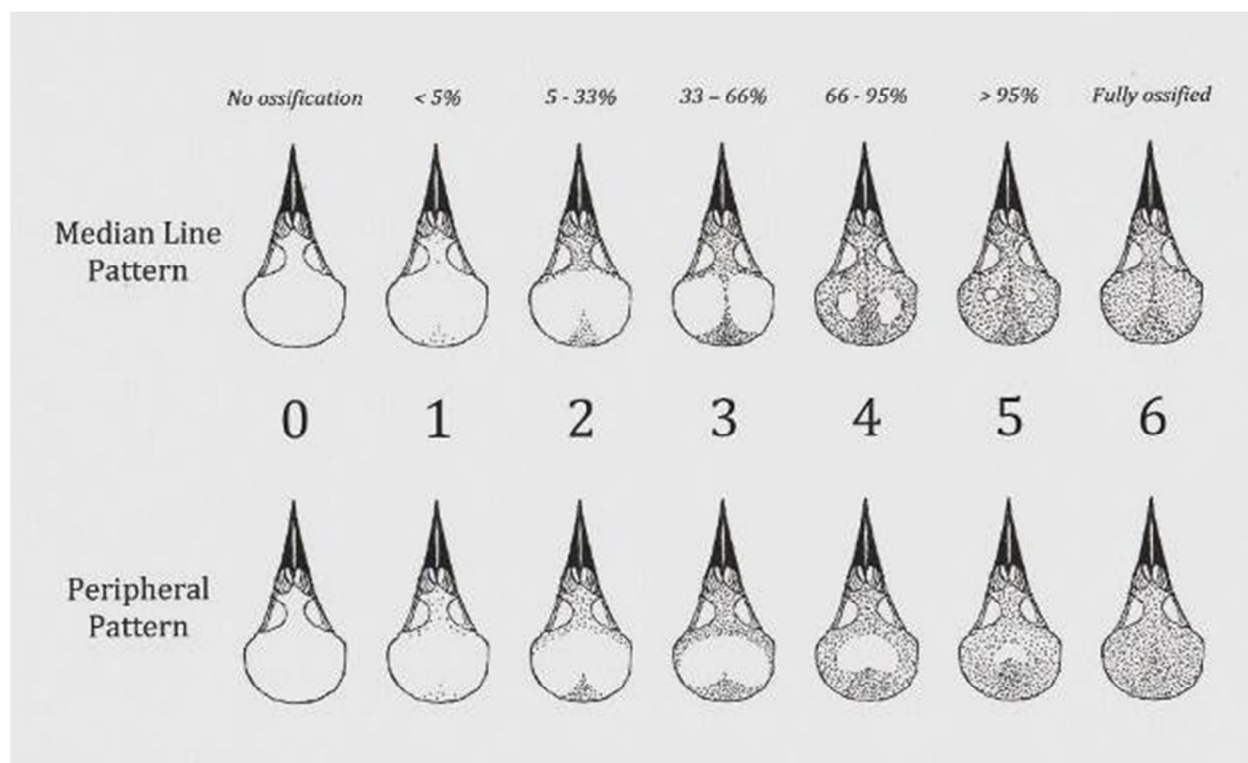 No ossification < 5% 5 - 33% 33 – 66% 66 - 95% > 95% Fully ossified
Median Line
Pattern
0 1 2 3 4 5 6
Peripheral
Pattern